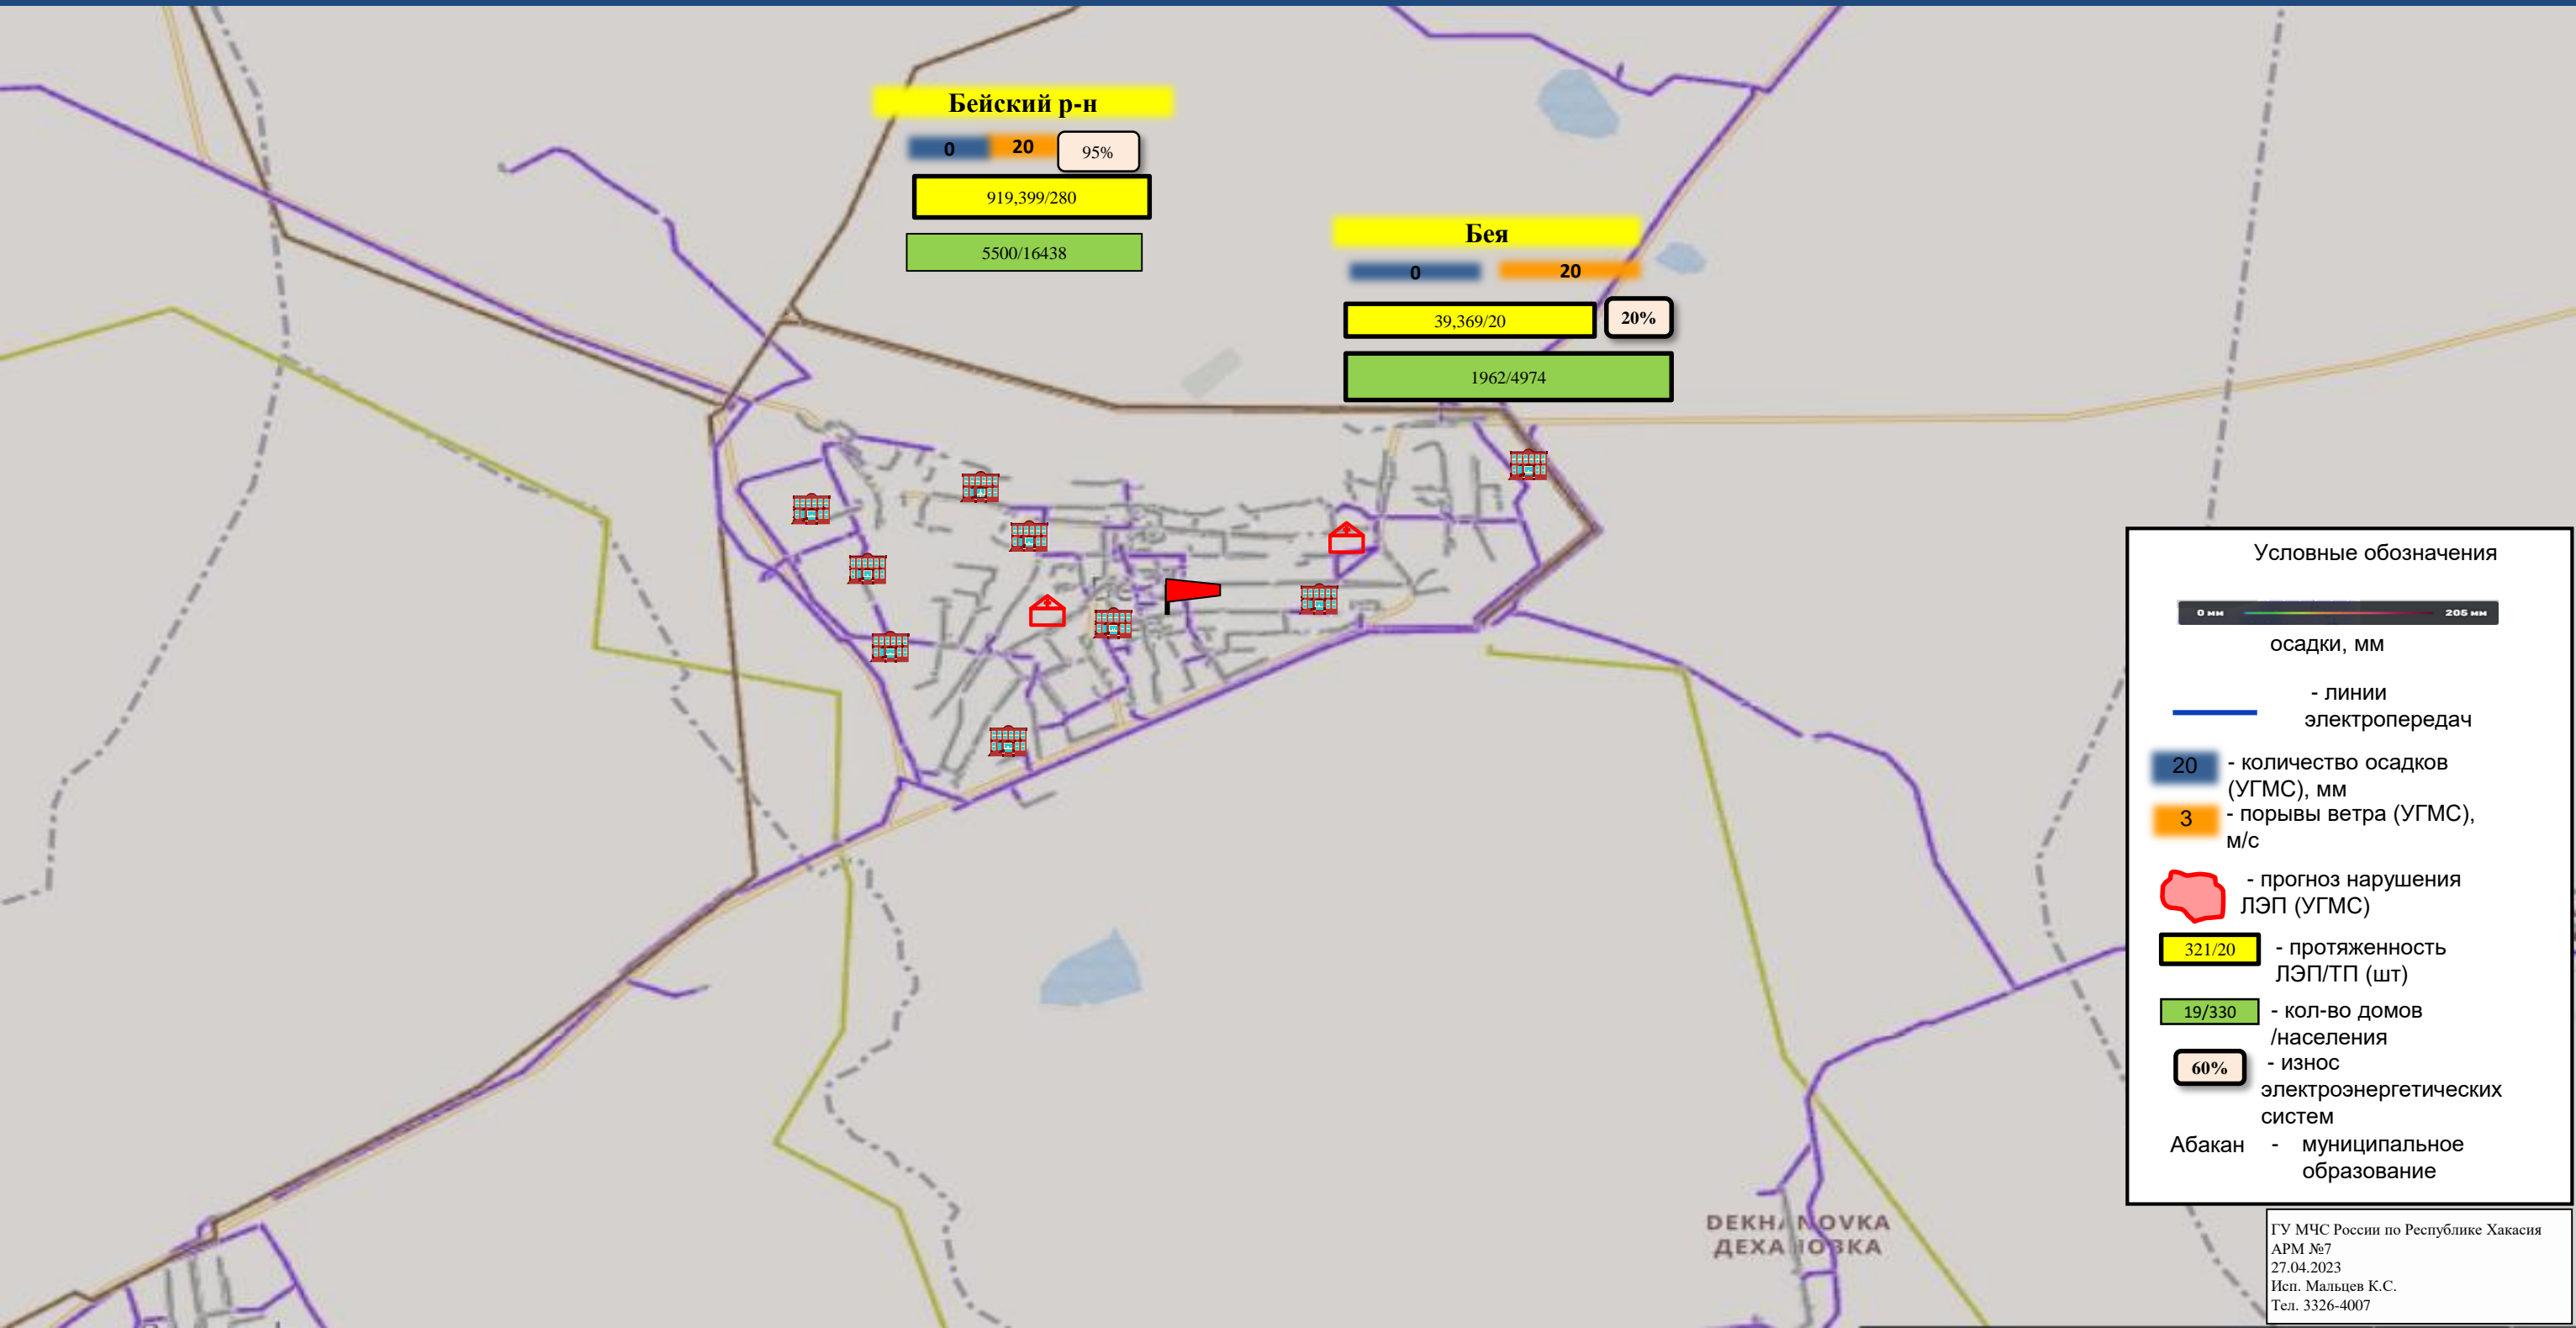 Бейский р-н
0 20 95%
919,399/280
5500/16438
Бея
0 20
39,369/20 20%
1962/4974
Условные обозначения
0 мм 205 мм
осадки, мм
- линии
электропередач
20 - количество осадков
(УГМС), мм
3 - порывы ветра (УГМС),
м/с
- прогноз нарушения
ЛЭП (УГМС)
321/20 - протяженность
ЛЭП/ТП (шт)
19/330 - кол-во домов
/населения
60% - износ
электроэнергетических
систем
Абакан - муниципальное
образование
DEKHANOVKA
ДЕХАНОВКА
ГУ МЧС России по Республике Хакасия
АРМ №7
27.04.2023
Исп. Мальцев К.С.
Тел. 3326-4007